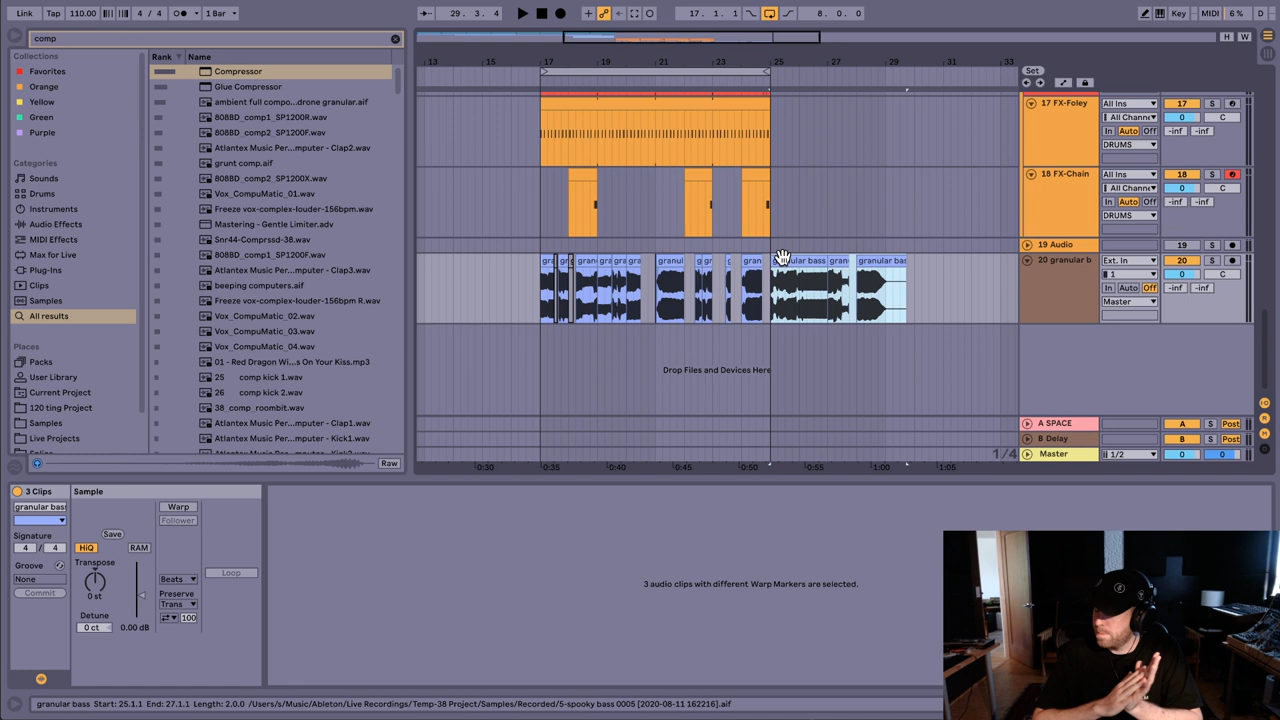 Link Tap 110.00 4 / 4 1 Bar 29. 3. 4 17. 1. 1 8. 0. 0 Key MIDI 6 % D
comp
H W
Collections Rank Name
Favorites
Orange
Yellow
Green
Purple
Categories
Sounds
Drums
Instruments
Audio Effects
MIDI Effects
Max for Live
Plug-Ins
Clips
Samples
All results
Places
Packs
User Library
Current Project
120 ting Project
Samples
Live Projects
Compressor
Glue Compressor
ambient full compo...drone granular.aif
808BD_comp1_SP1200R.wav
808BD_comp2_SP1200F.wav
Atlantex Music Per...mputer - Clap2.wav
grunt comp.aif
808BD_comp2_SP1200X.wav
Vox_CompuMatic_01.wav
Freeze vox-complex-louder-156bpm.wav
Mastering - Gentle Limiter.adv
Snr44-Comprssd-38.wav
808BD_comp1_SP1200F.wav
Atlantex Music Per...mputer - Clap3.wav
beeping computers.aif
Freeze vox-complex-louder-156bpm R.wav
Vox_CompuMatic_02.wav
Vox_CompuMatic_03.wav
Vox_CompuMatic_04.wav
01 - Red Dragon Wi...s On Your Kiss.mp3
25 comp kick 1.wav
26 comp kick 2.wav
38_comp_roombit.wav
Atlantex Music Per...mputer - Clap1.wav
Atlantex Music Per...mputer - Kick1.wav
Raw
13 15 17 19 21 23 25 27 29 31 33
Set
17 FX-Foley All Ins 17 S
All Channe 0 C
In Auto Off -inf -inf
DRUMS
18 FX-Chain All Ins 18 S
All Channe 0 C
In Auto Off -inf -inf
DRUMS
19 Audio 19 S
gra gr g gran gra gra gra granul g gr g gran granular bass gran granular bas
20 granular b Ext. In 20 S
1 0 C
In Auto Off -inf -inf
Master
Drop Files and Devices Here
A SPACE A S Post
B Delay B S Post
1/4 Master 1/2 0 0
0:30 0:35 0:40 0:45 0:50 0:55 1:00 1:05
3 Clips Sample
granular bas
Signature
4 / 4
Groove
None
Commit
Save
HiQ RAM
Transpose
0 st
Detune
0 ct 0.00 dB
Warp
Follower
Loop
Beats
Preserve
Trans
100
3 audio clips with different Warp Markers are selected.
granular bass Start: 25.1.1 End: 27.1.1 Length: 2.0.0 /Users/s/Music/Ableton/Live Recordings/Temp-38 Project/Samples/Recorded/5-spooky bass 0005 [2020-08-11 162216].aif